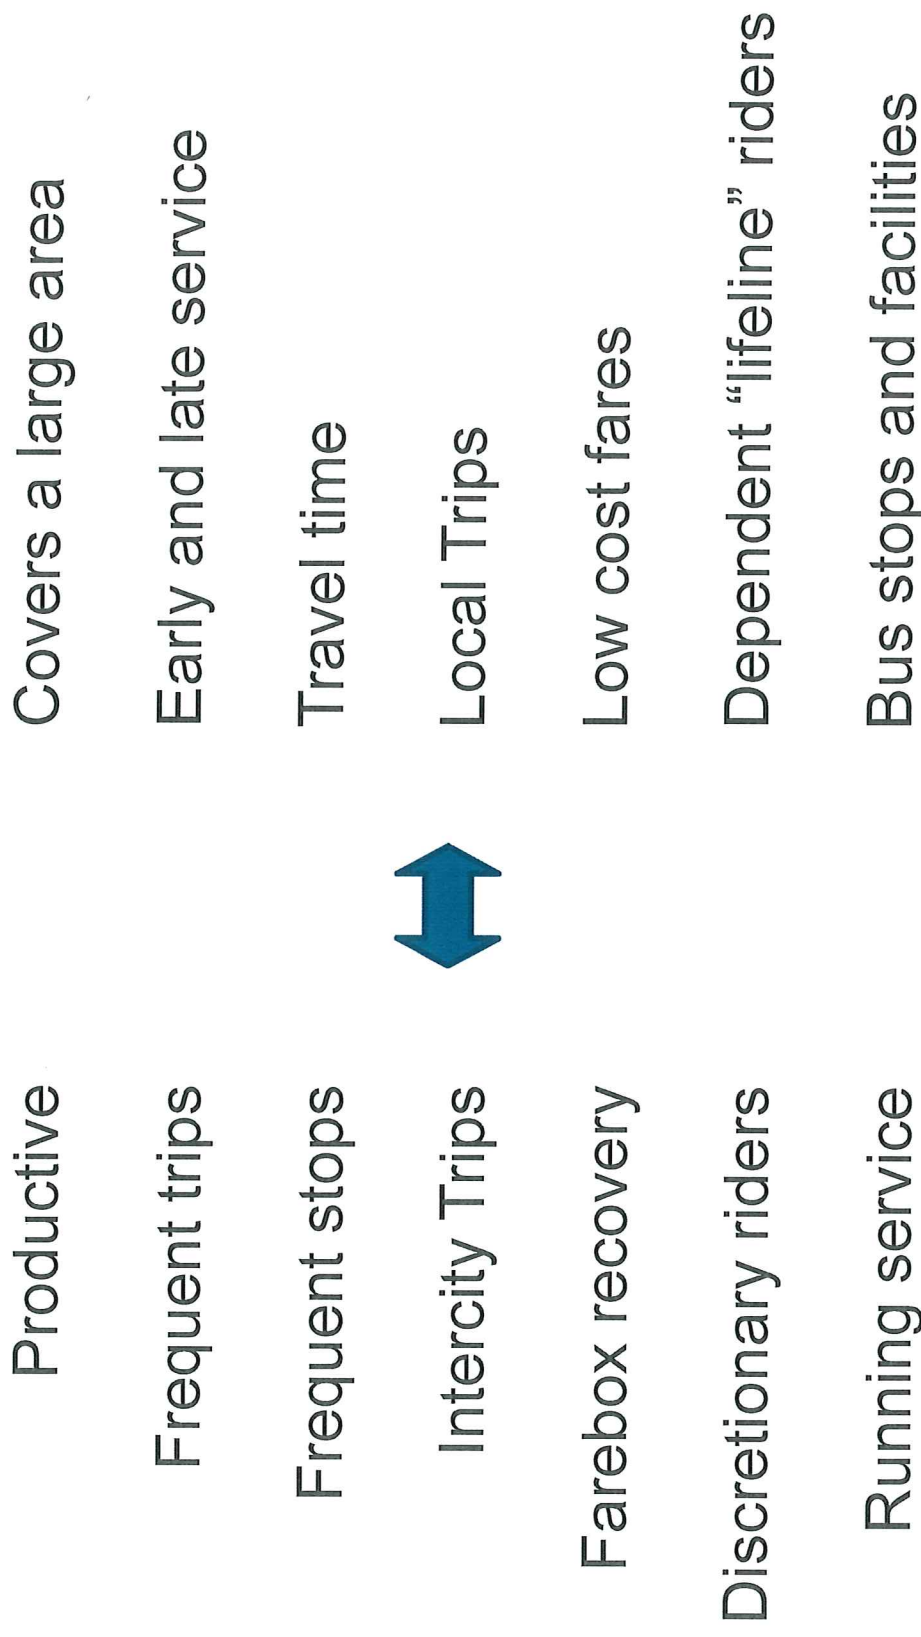 Productive Covers a large area
Frequent trips Early and late service
Frequent stops Travel time
Intercity Trips Local Trips
Farebox recovery Low cost fares
Discretionary riders Dependent “lifeline” riders
Running service Bus stops and facilities